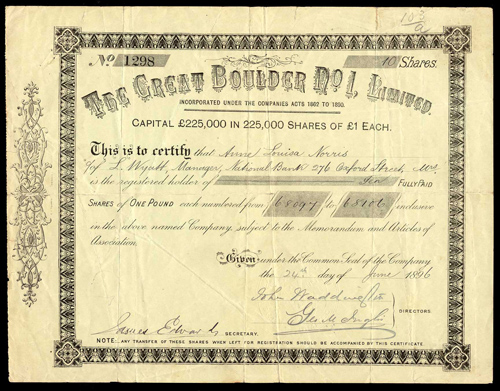 No 1298
10 Shares.
The Great Boulder No 1, Limited.
INCORPORATED UNDER THE COMPANIES ACTS 1862 TO 1890.
CAPITAL £225,000 IN 225,000 SHARES OF £1 EACH.
This is to certify that Anne Louisa Norris
c/o L. Wyatt, Manager, National Bank 276 Oxford Street,
is the registered holder of Ten FULLY PAID
SHARES OF ONE POUND each numbered from 68097 to 68106 inclusive
in the above named Company, subject to the Memorandum and Articles of
Association.
Given under the Common Seal of the Company
the 24th day of June 1896
John
Geo. M. Inglis
DIRECTORS.
James Edwards SECRETARY.
NOTE: ANY TRANSFER OF THESE SHARES WHEN LEFT FOR REGISTRATION SHOULD BE ACCOMPANIED BY THIS CERTIFICATE